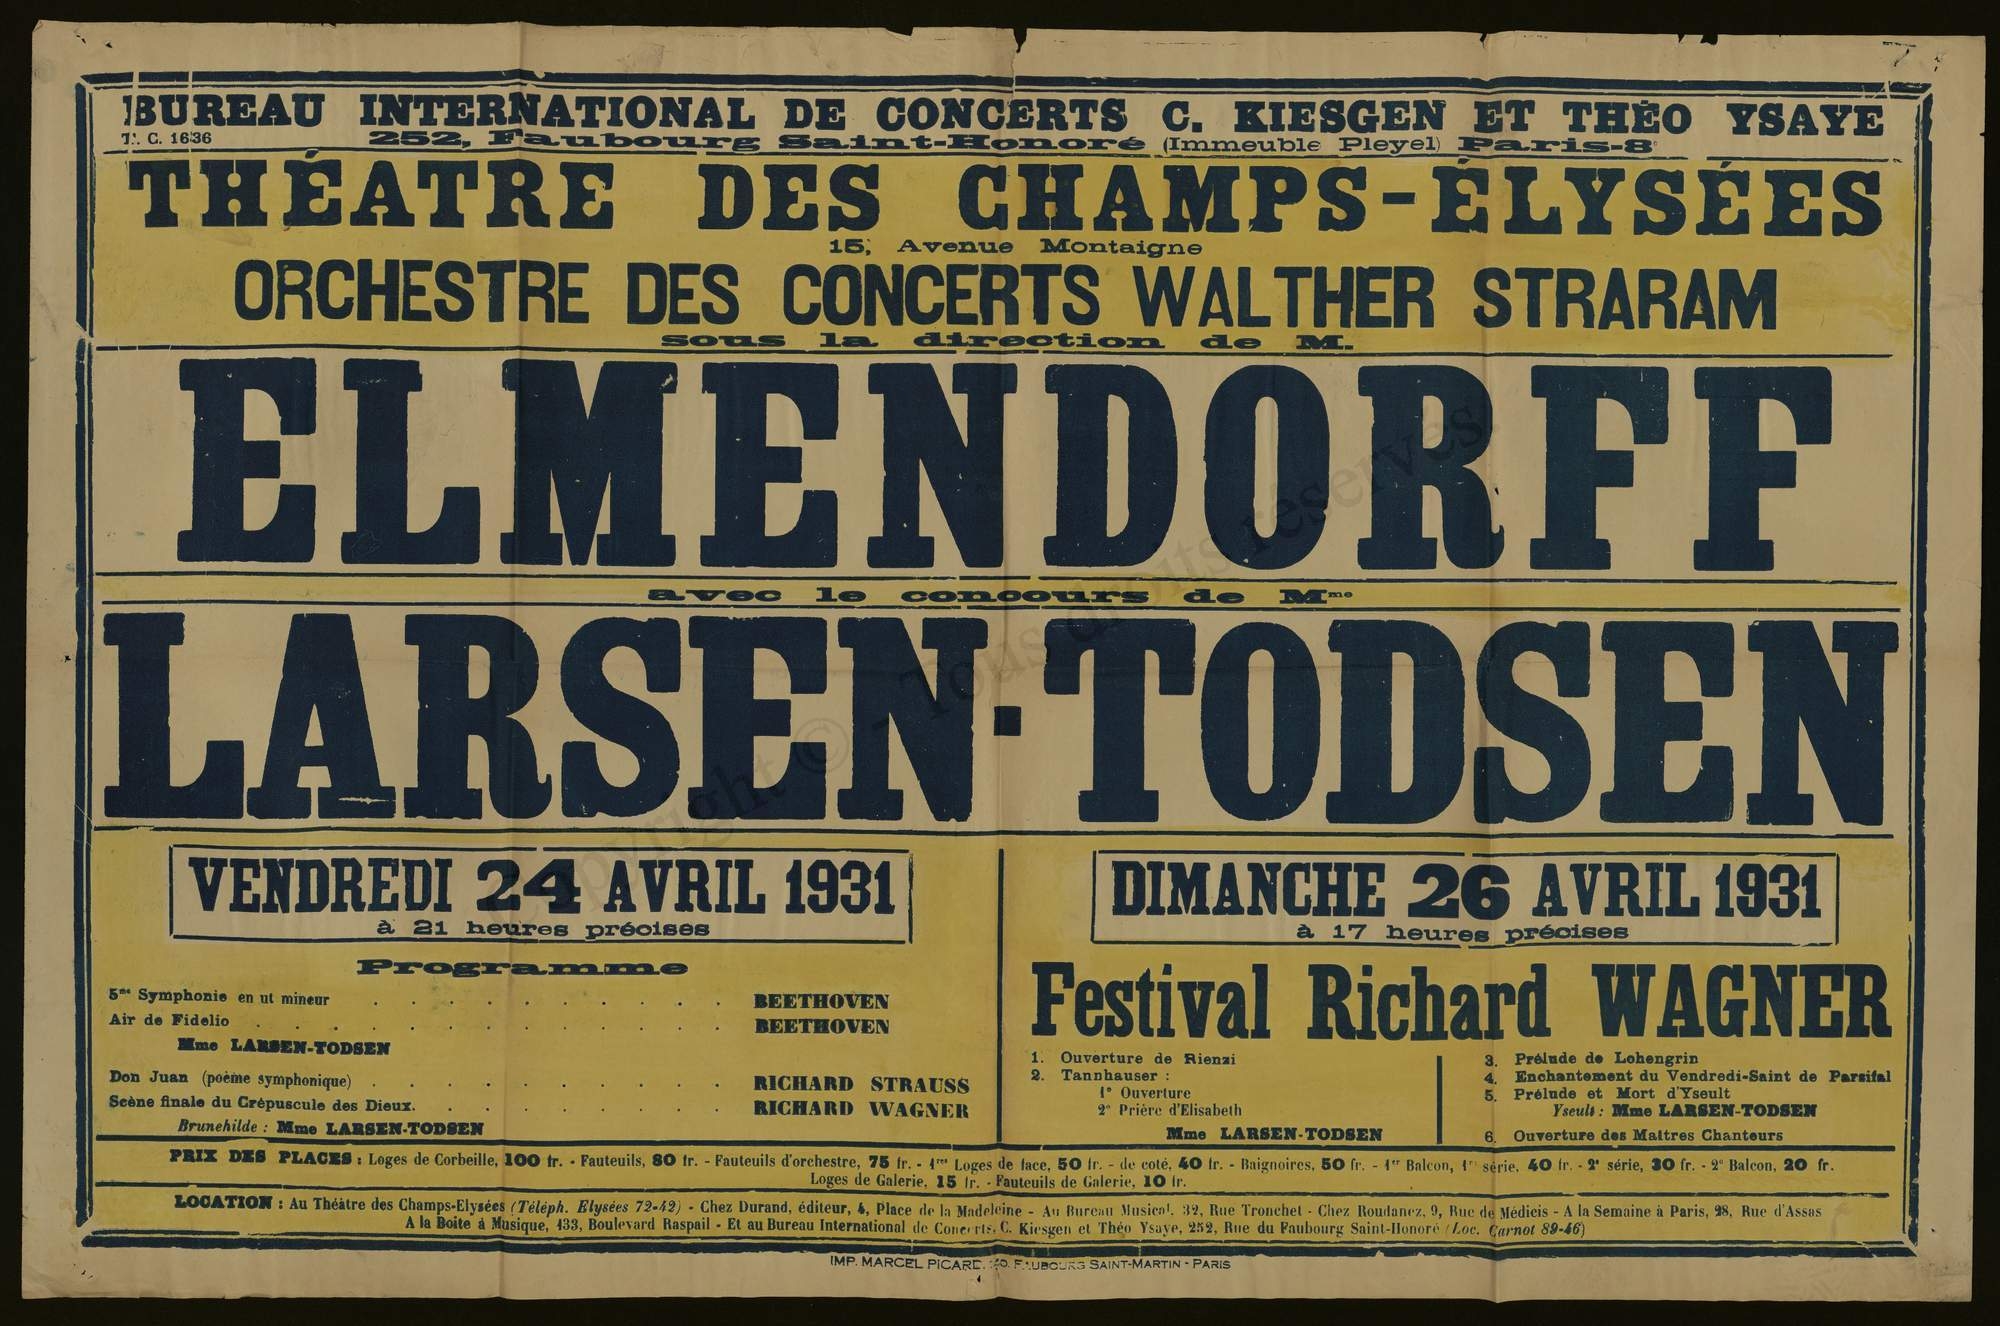 BUREAU INTERNATIONAL DE CONCERTS C. KIESGEN ET THÉO YSAYE
C. 1636
252, Faubourg Saint-Honoré (Immeuble Pleyel) Paris-8ᵉ
THÉATRE DES CHAMPS-ÉLYSÉES
15, Avenue Montaigne
ORCHESTRE DES CONCERTS WALTHER STRARAM
sous la direction de M.
ELMENDORFF
avec le concours de Mme
LARSEN-TODSEN
VENDREDI 24 AVRIL 1931
à 21 heures précises
Programme
5me Symphonie en ut mineur . . . . . . . . . . BEETHOVEN
Air de Fidelio . . . . . . . . . . . . . BEETHOVEN
Mme LARSEN-TODSEN
Don Juan (poème symphonique) . . . . . . . . . . RICHARD STRAUSS
Scène finale du Crépuscule des Dieux. . . . . . . . . RICHARD WAGNER
Brunehilde : Mme LARSEN-TODSEN
DIMANCHE 26 AVRIL 1931
à 17 heures précises
Festival Richard WAGNER
1. Ouverture de Rienzi
2. Tannhauser :
1° Ouverture
2° Prière d'Elisabeth
Mme LARSEN-TODSEN
3. Prélude de Lohengrin
4. Enchantement du Vendredi-Saint de Parsifal
5. Prélude et Mort d'Yseult
Yseult : Mme LARSEN-TODSEN
6. Ouverture des Maîtres Chanteurs
PRIX DES PLACES : Loges de Corbeille, 100 fr. - Fauteuils, 80 fr. - Fauteuils d'orchestre, 75 fr. - 1res Loges de face, 50 fr. - de coté, 40 fr. - Baignoires, 50 fr. - 1er Balcon, 1re série, 40 fr. - 2e série, 30 fr. - 2e Balcon, 20 fr.
Loges de Galerie, 15 fr. - Fauteuils de Galerie, 10 fr.
LOCATION : Au Théâtre des Champs-Elysées (Téléph. Elysées 72-42) - Chez Durand, éditeur, 4, Place de la Madeleine - Au Bureau Musical, 32, Rue Tronchet - Chez Roudanez, 9, Rue de Médicis - A la Semaine à Paris, 28, Rue d'Assas
A la Boite à Musique, 133, Boulevard Raspail - Et au Bureau International de Concerts, C. Kiesgen et Théo Ysaye, 252, Rue du Faubourg Saint-Honoré (Loc. Carnot 89-46)
IMP. MARCEL PICARD, FAUBOURG SAINT-MARTIN - PARIS
Copyright © - Tous droits réservés.